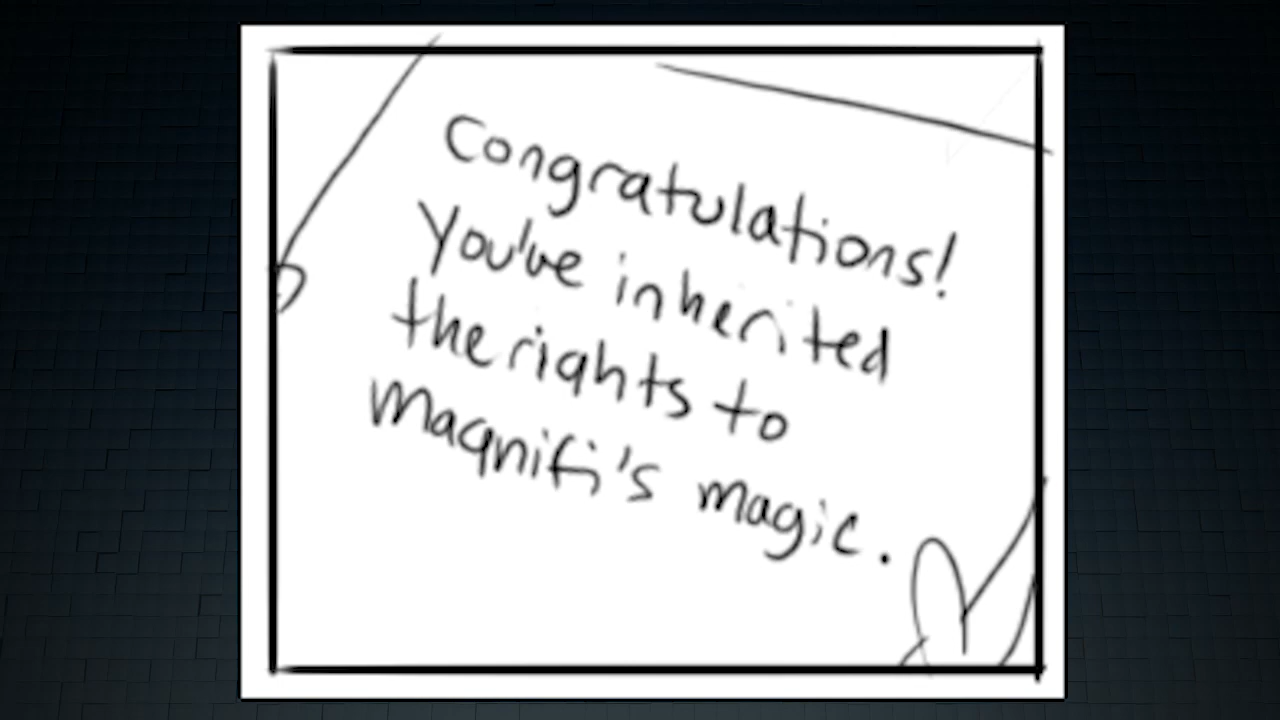 Congratulations!
You've inherited
the rights to
Magnifi's magic.